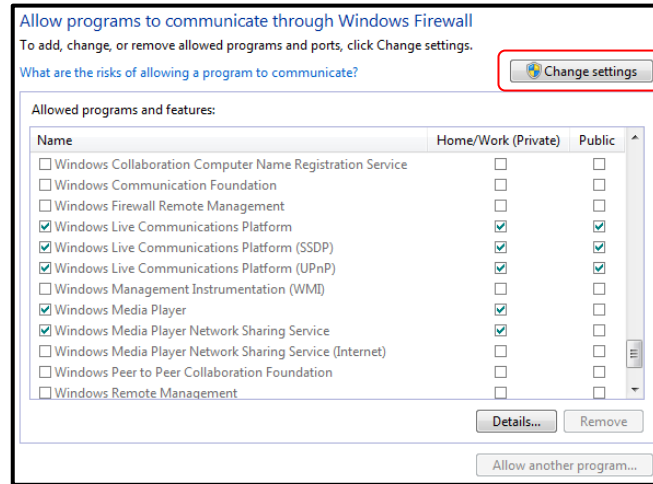 Allow programs to communicate through Windows Firewall
To add, change, or remove allowed programs and ports, click Change settings.
What are the risks of allowing a program to communicate?
Change settings
Allowed programs and features:
Name Home/Work (Private) Public
Windows Collaboration Computer Name Registration Service
Windows Communication Foundation
Windows Firewall Remote Management
Windows Live Communications Platform
Windows Live Communications Platform (SSDP)
Windows Live Communications Platform (UPnP)
Windows Management Instrumentation (WMI)
Windows Media Player
Windows Media Player Network Sharing Service
Windows Media Player Network Sharing Service (Internet)
Windows Peer to Peer Collaboration Foundation
Windows Remote Management
Details... Remove
Allow another program...